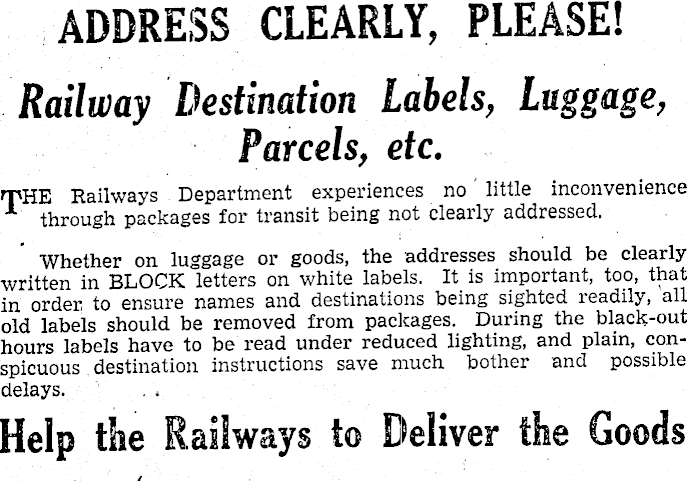 ADDRESS CLEARLY, PLEASE!
Railway Destination Labels, Luggage,
Parcels, etc.
THE Railways Department experiences no little inconvenience
through packages for transit being not clearly addressed.
Whether on luggage or goods, the addresses should be clearly
written in BLOCK letters on white labels. It is important, too, that
in order to ensure names and destinations being sighted readily, all
old labels should be removed from packages. During the black-out
hours labels have to be read under reduced lighting, and plain, con-
spicuous destination instructions save much bother and possible
delays.
Help the Railways to Deliver the Goods